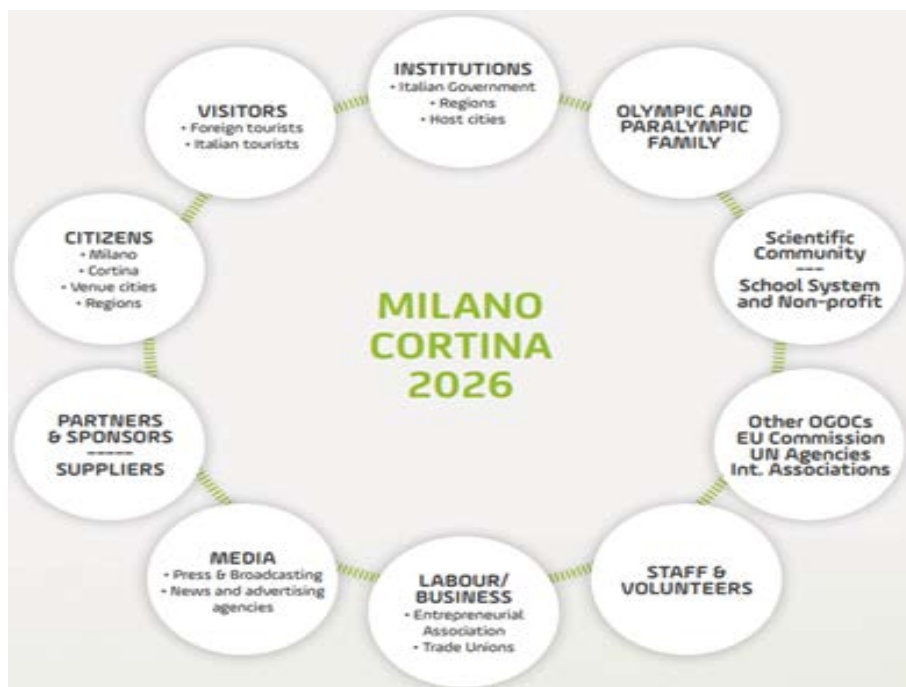 INSTITUTIONS
• Italian Government
• Regions
• Host cities
OLYMPIC AND
PARALYMPIC
FAMILY
Scientific
Community
---
School System
and Non-profit
Other OGOCs
EU Commission
UN Agencies
Int. Associations
STAFF &
VOLUNTEERS
LABOUR/
BUSINESS
• Entrepreneurial
Association
• Trade Unions
MEDIA
• Press & Broadcasting
• News and advertising
agencies
PARTNERS
& SPONSORS
-----
SUPPLIERS
CITIZENS
• Milano
• Cortina
• Venue cities
• Regions
VISITORS
• Foreign tourists
• Italian tourists
MILANO
CORTINA
2026